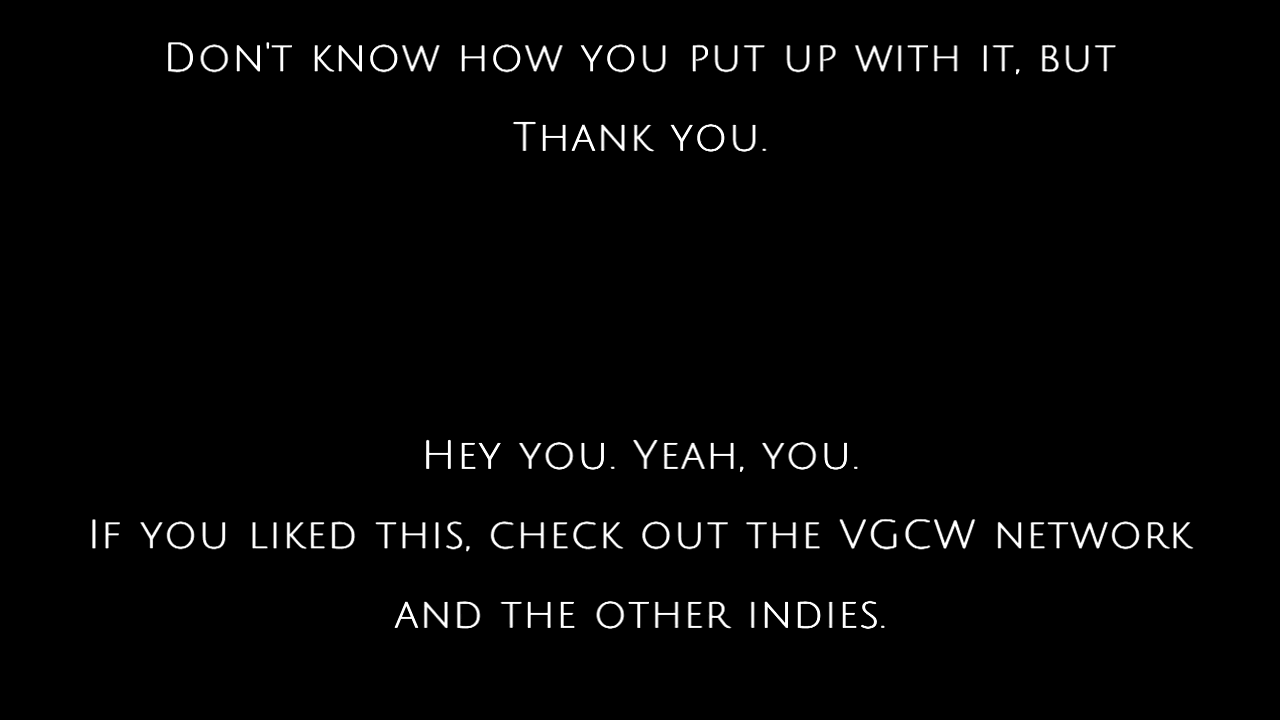 Don't know how you put up with it, but
Thank you.
Hey you. Yeah, you.
If you liked this, check out the VGCW network
and the other indies.